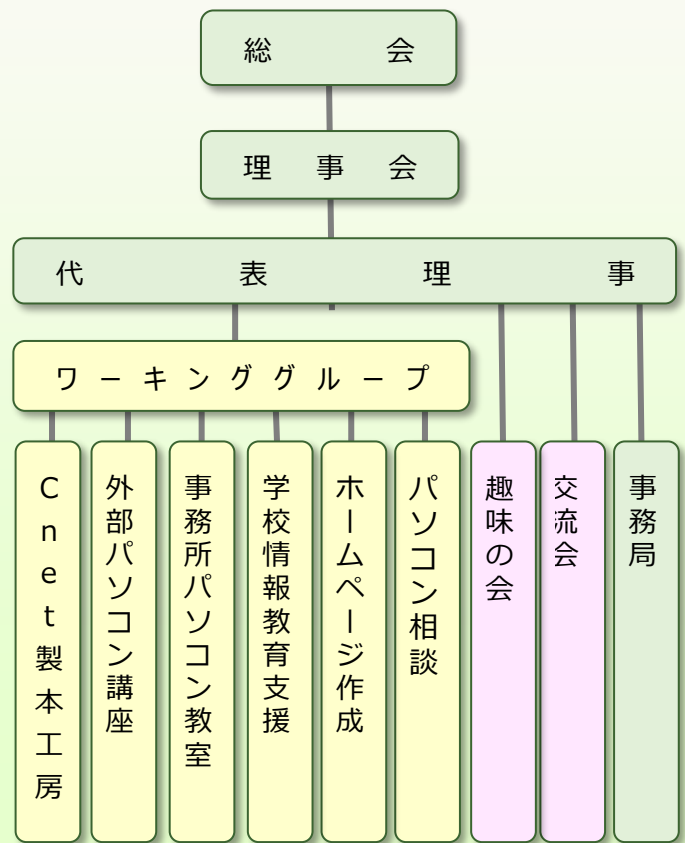 総会
理事会
代表理事
ワーキンググループ
Cnet製本工房
外部パソコン講座
事務所パソコン教室
学校情報教育支援
ホームページ作成
パソコン相談
趣味の会
交流会
事務局